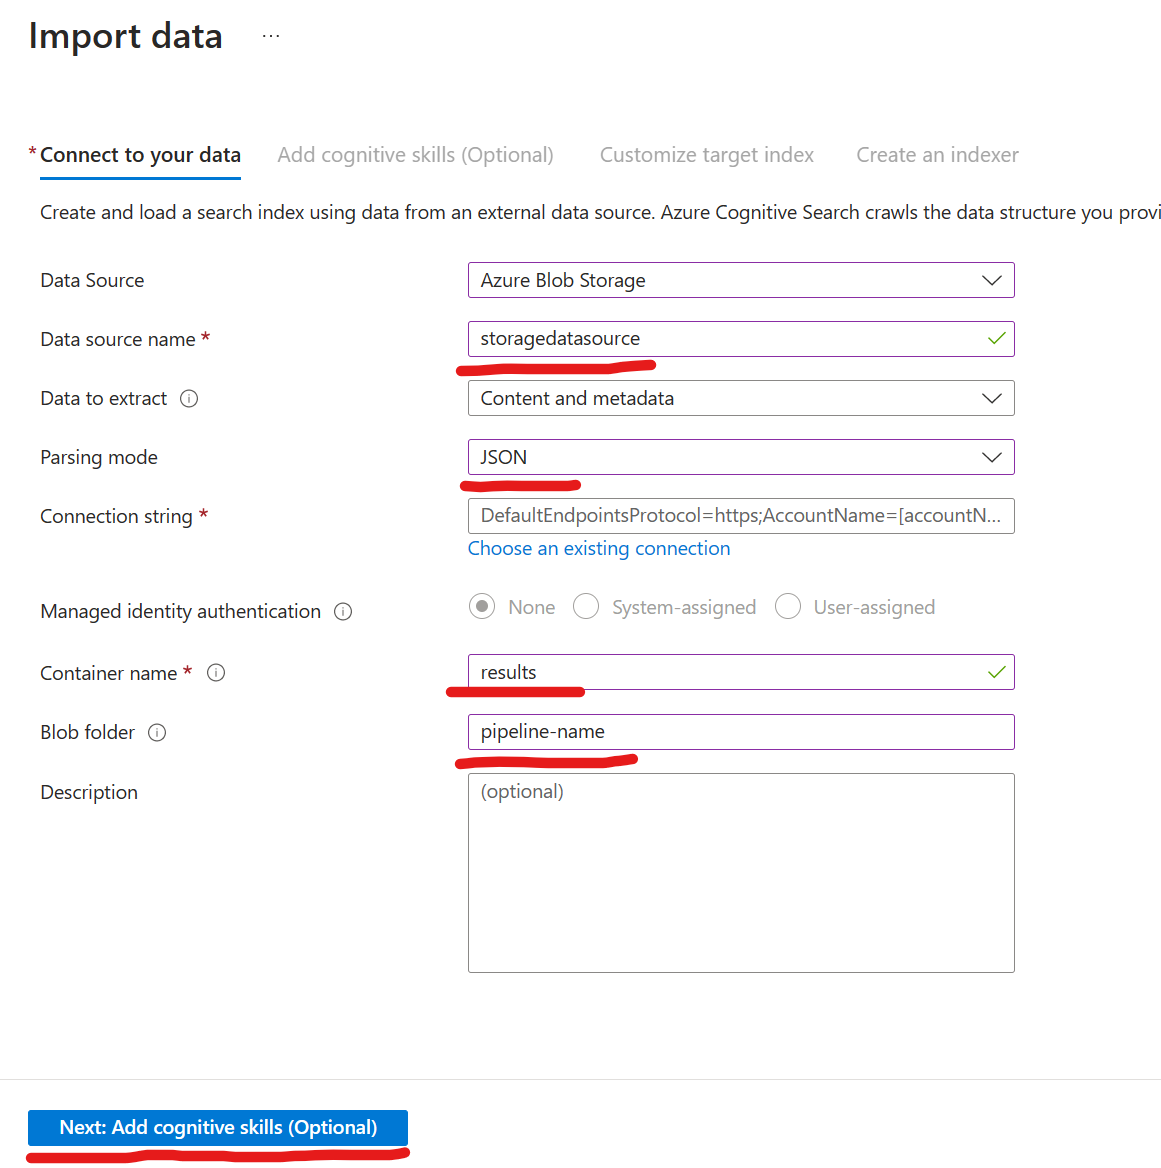 Import data ...
* Connect to your data Add cognitive skills (Optional) Customize target index Create an indexer
Create and load a search index using data from an external data source. Azure Cognitive Search crawls the data structure you provi
Data Source Azure Blob Storage
Data source name * storagedatasource
Data to extract Content and metadata
Parsing mode JSON
Connection string * DefaultEndpointsProtocol=https;AccountName=[accountN...
Choose an existing connection
Managed identity authentication None System-assigned User-assigned
Container name * results
Blob folder pipeline-name
Description (optional)
Next: Add cognitive skills (Optional)